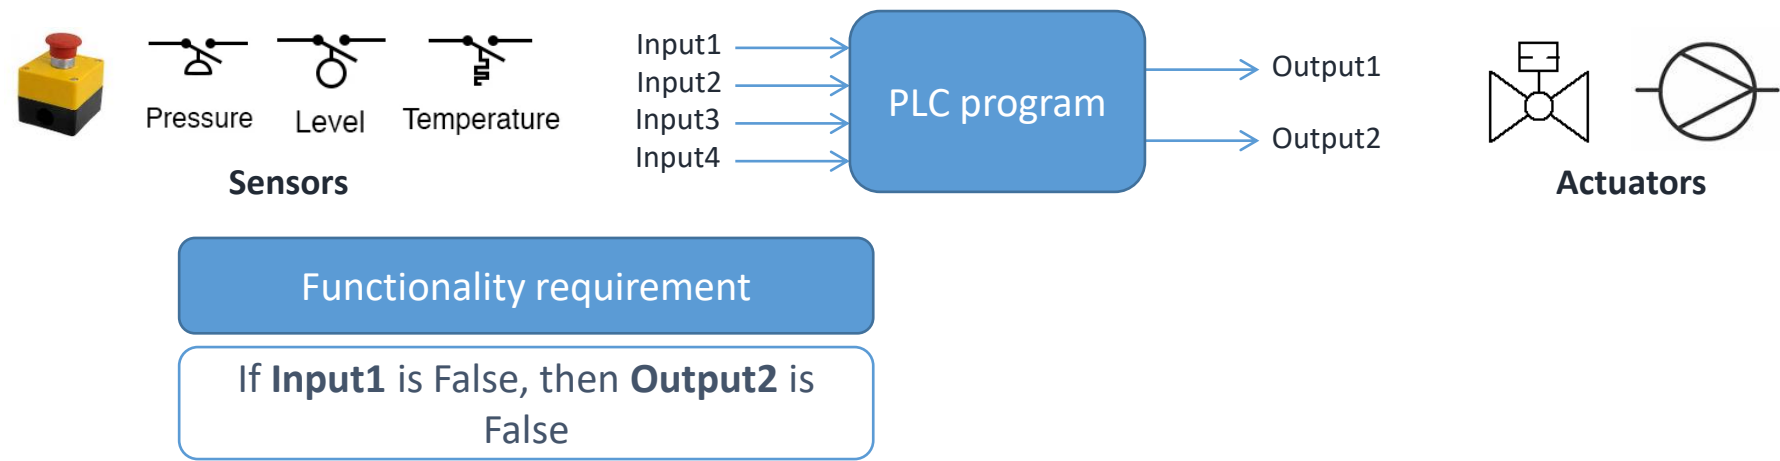 Pressure
Level
Temperature
Sensors
Input1
Input2
Input3
Input4
PLC program
Output1
Output2
Actuators
Functionality requirement
If Input1 is False, then Output2 is
False